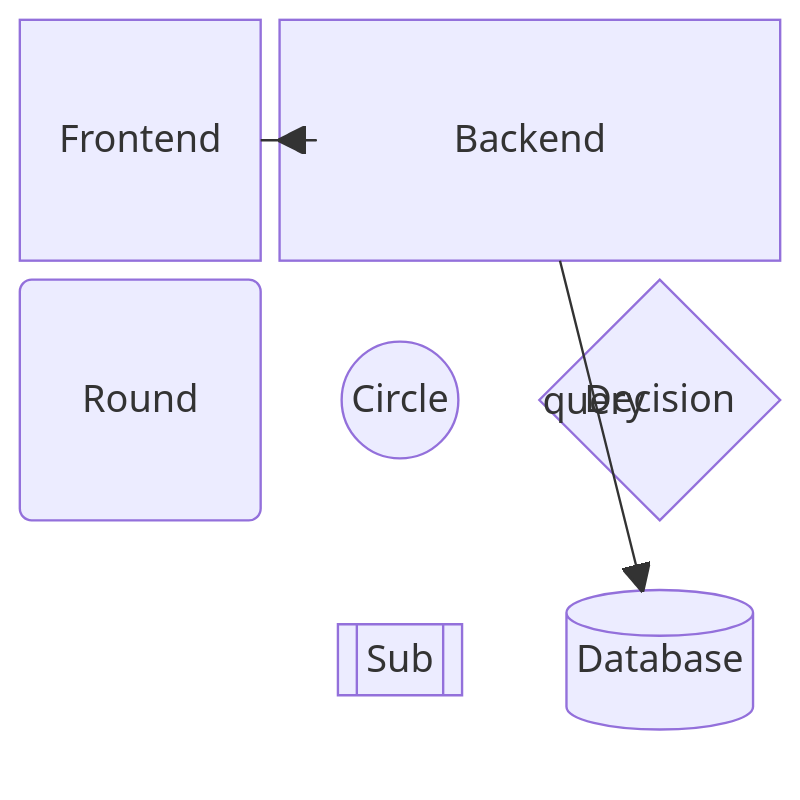 Frontend
Backend
Round
Circle
query
Decision
Sub
Database